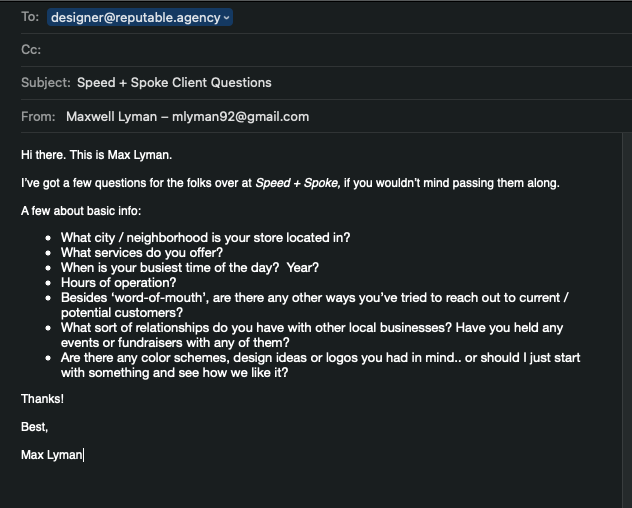 To: designer@reputable.agency
Cc:
Subject: Speed + Spoke Client Questions
From: Maxwell Lyman – mlyman92@gmail.com
Hi there. This is Max Lyman.
I've got a few questions for the folks over at Speed + Spoke, if you wouldn't mind passing them along.
A few about basic info:
• What city / neighborhood is your store located in?
• What services do you offer?
• When is your busiest time of the day?  Year?
• Hours of operation?
• Besides 'word-of-mouth', are there any other ways you've tried to reach out to current /
potential customers?
• What sort of relationships do you have with other local businesses? Have you held any
events or fundraisers with any of them?
• Are there any color schemes, design ideas or logos you had in mind.. or should I just start
with something and see how we like it?
Thanks!
Best,
Max Lyman